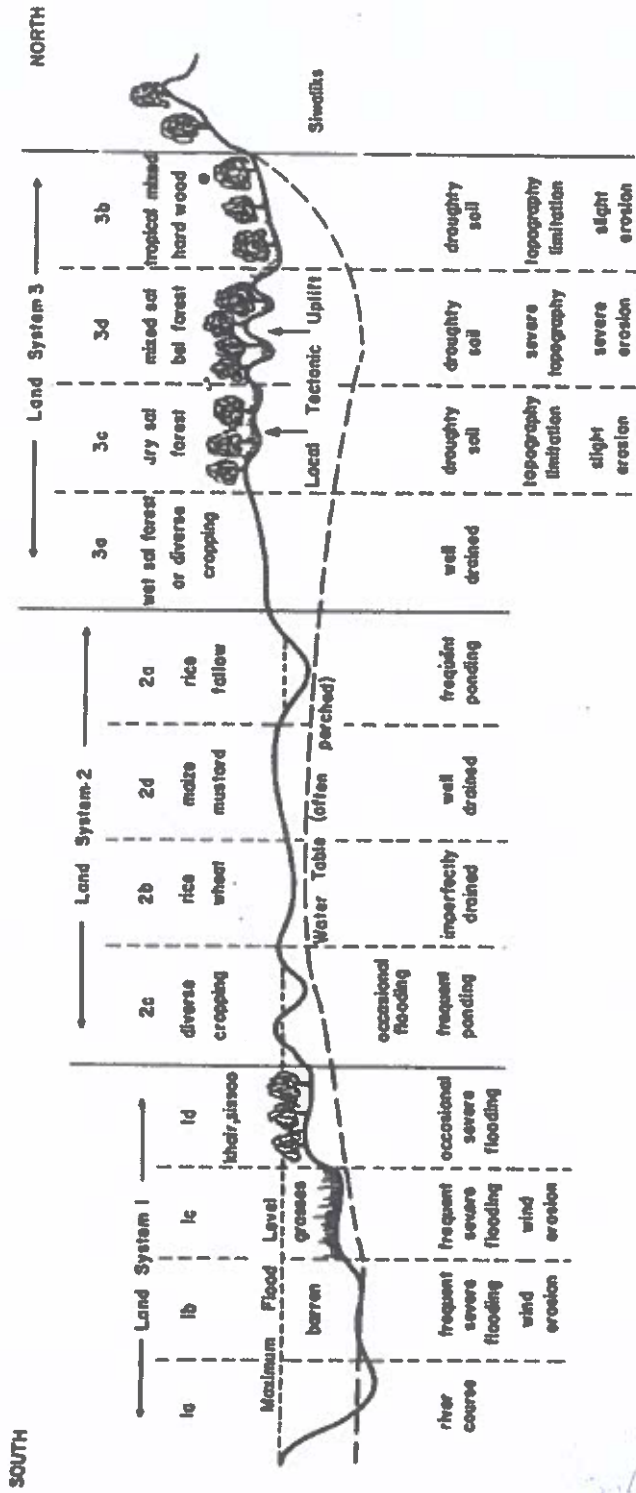 SOUTH
NORTH
Land System 1
Land System-2
Land System 3
1a
1b
1c
1d
2c
2b
2d
2a
3a
3c
3d
3b
Maximum Flood Level
barren
grasses
khair, sissoo
diverse
cropping
rice
wheat
maize
mustard
rice
fallow
wet sal forest
or diverse
cropping
dry sal
forest
mixed sal
bel forest
tropical mixed
hard wood
Siwaliks
Local Tectonic Uplift
Water Table (often perched)
river
course
frequent
severe
flooding
wind
erosion
frequent
severe
flooding
wind
erosion
occasional
severe
flooding
occasional
flooding
frequent
ponding
imperfectly
drained
well
drained
frequent
ponding
well
drained
droughty
soil
topography
limitation
slight
erosion
droughty
soil
severe
topography
severe
erosion
droughty
soil
topography
limitation
slight
erosion